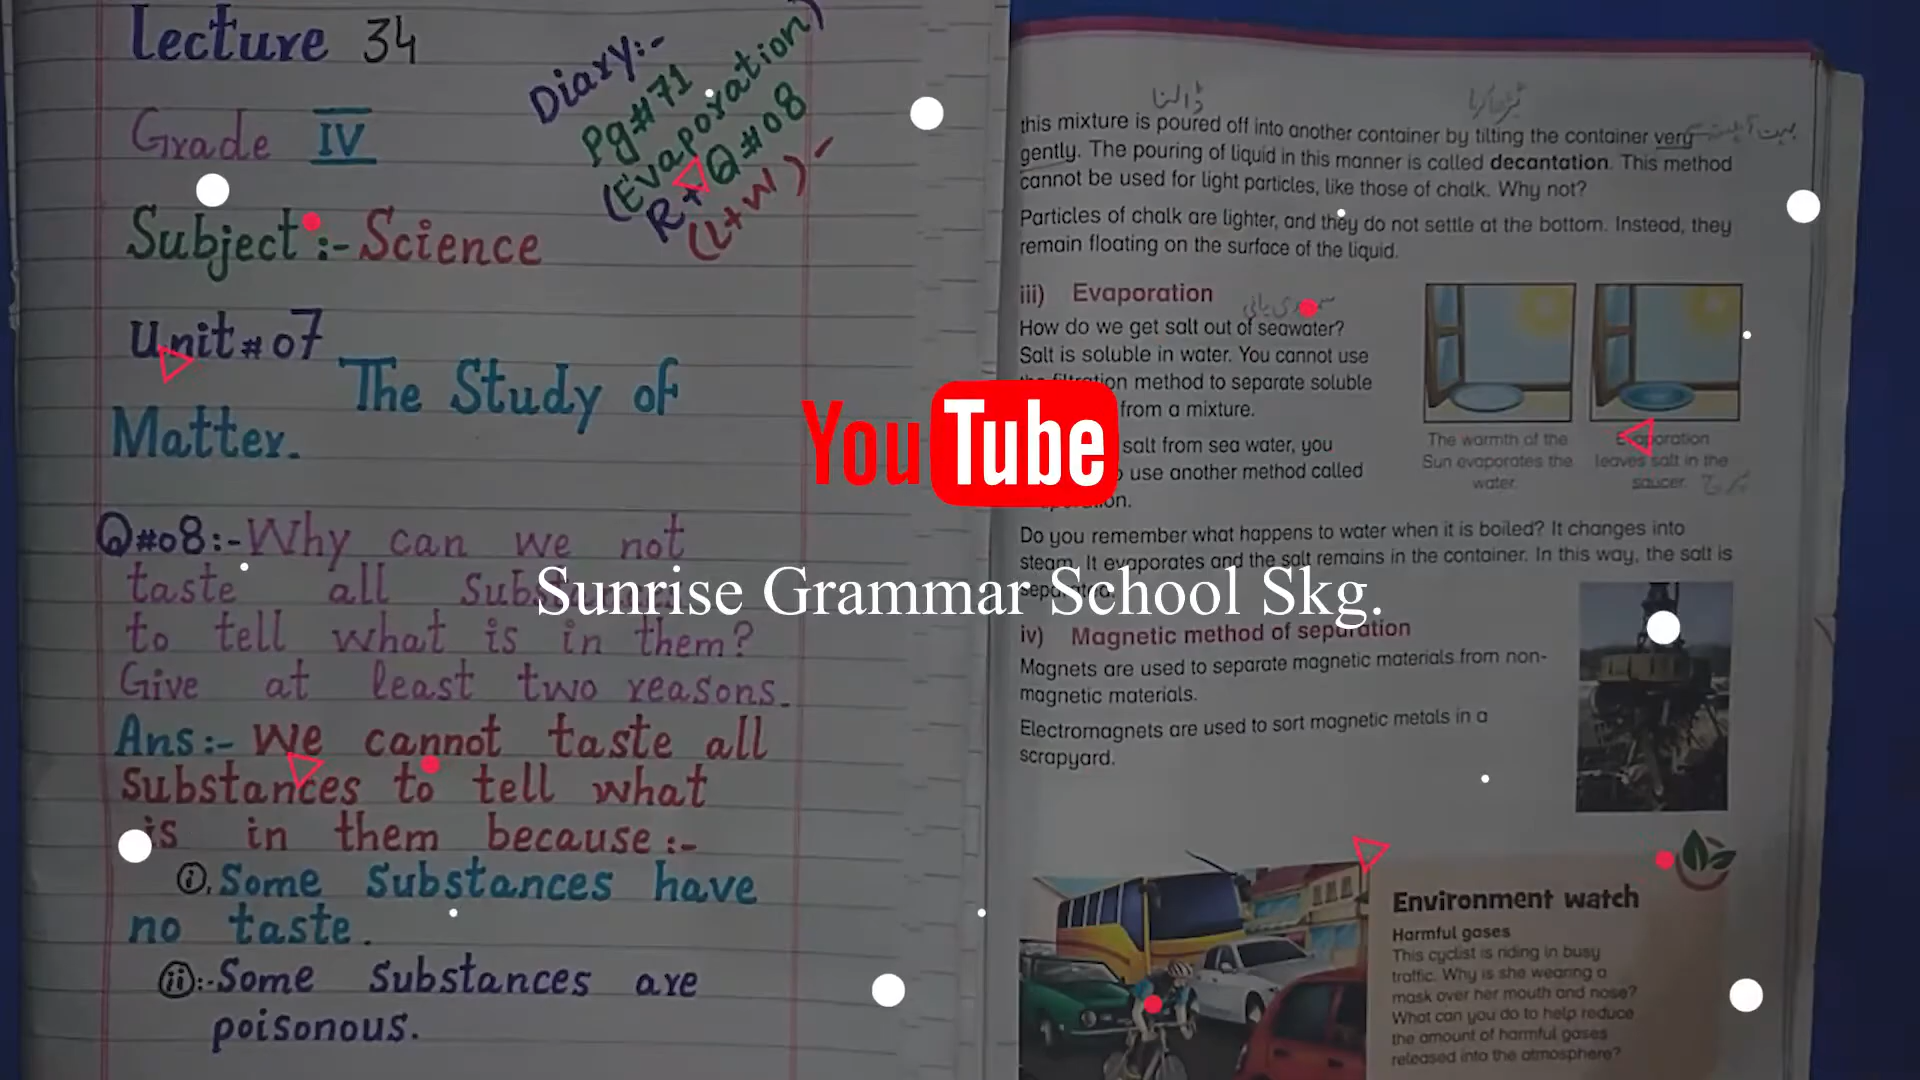 Lecture 34
Grade IV
Subject:- Science
Unit#07
The Study of
Matter.
Diary:-
Pg#71
(Evaporation)
R+Q#08
(L+W)-
Q#08:- Why can we not
taste all
to tell what is in them?
Give at least two reasons.
Ans:- We cannot taste all
substances to tell what
is in them because:-
i. Some substances have
no taste.
ii:- Some substances are
poisonous.
YouTube
Sunrise Grammar School Skg.
ڈالنا
this mixture is poured off into another container by tilting the container very
gently. The pouring of liquid in this manner is called decantation. This method
cannot be used for light particles, like those of chalk. Why not?
Particles of chalk are lighter, and they do not settle at the bottom. Instead, they
remain floating on the surface of the liquid.
iii) Evaporation
How do we get salt out of seawater?
Salt is soluble in water. You cannot use
filtration method to separate soluble
from a mixture.
salt from sea water, you
use another method called
Do you remember what happens to water when it is boiled? It changes into
steam. It evaporates and the salt remains in the container. In this way, the salt is
separated.
The warmth of the
Sun evaporates the
water.
Evaporation
leaves salt in the
saucer.
iv) Magnetic method of separation
Magnets are used to separate magnetic materials from non-
magnetic materials.
Electromagnets are used to sort magnetic metals in a
scrapyard.
Environment watch
Harmful gases
This cyclist is riding in busy
traffic. Why is she wearing a
mask over her mouth and nose?
What can you do to help reduce
the amount of harmful gases
released into the atmosphere?